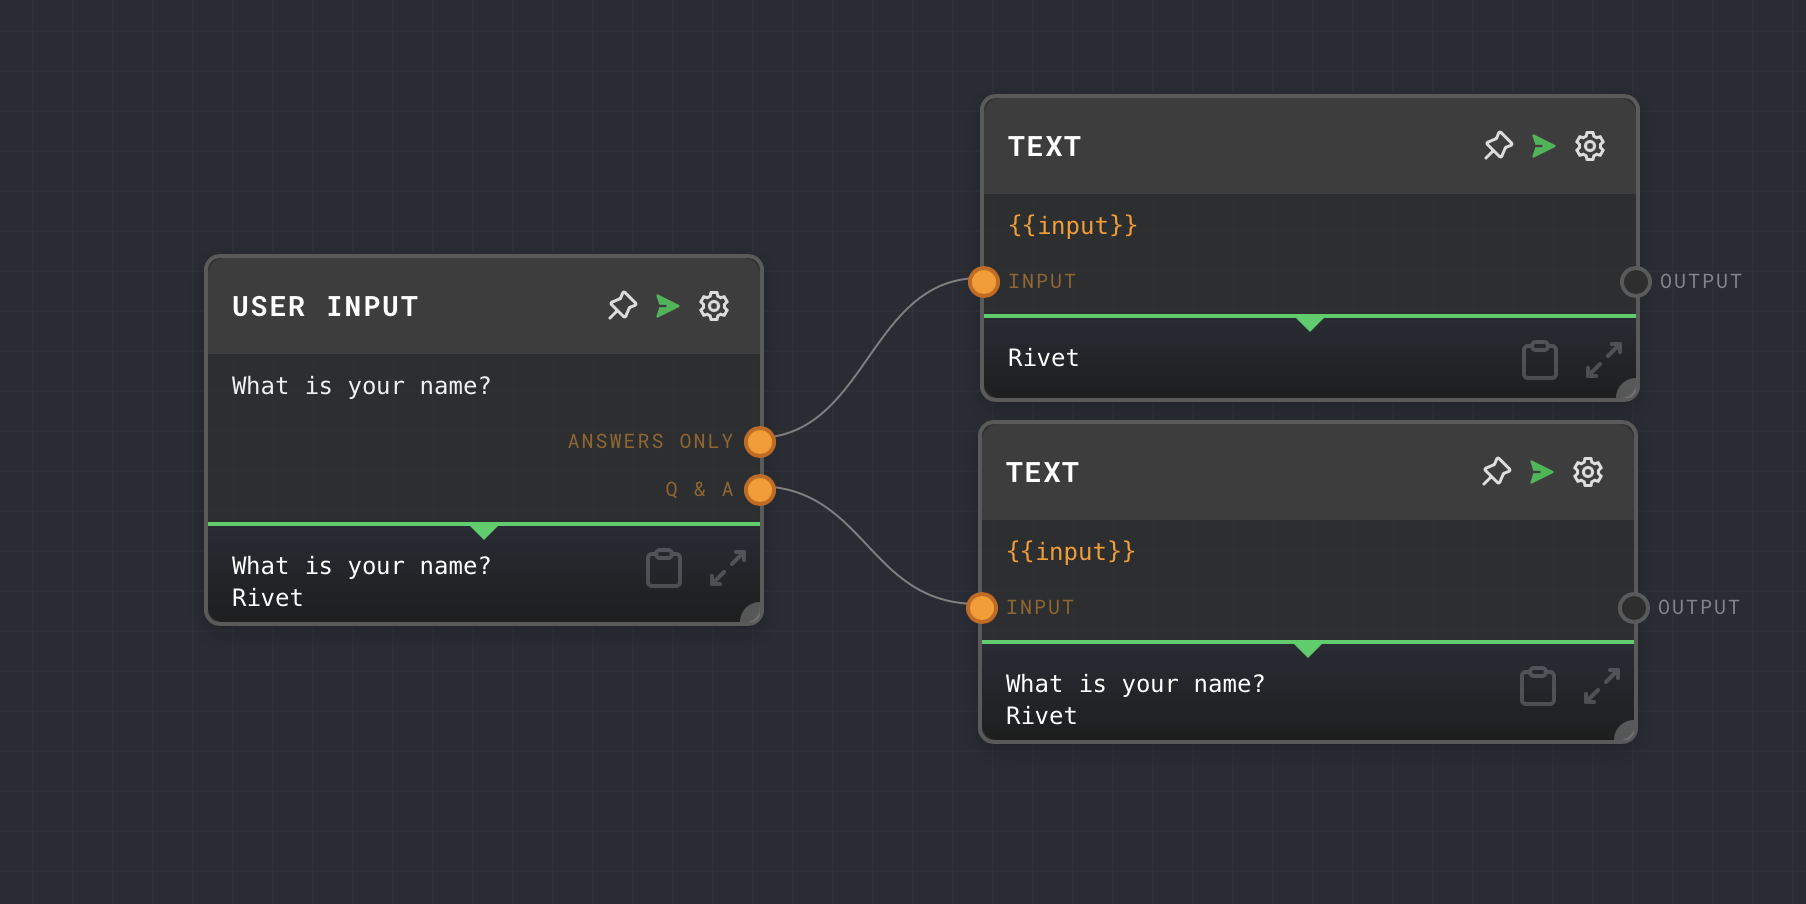 USER INPUT
What is your name?
ANSWERS ONLY
Q & A
What is your name?
Rivet
TEXT
{{input}}
INPUT
OUTPUT
Rivet
TEXT
{{input}}
INPUT
OUTPUT
What is your name?
Rivet